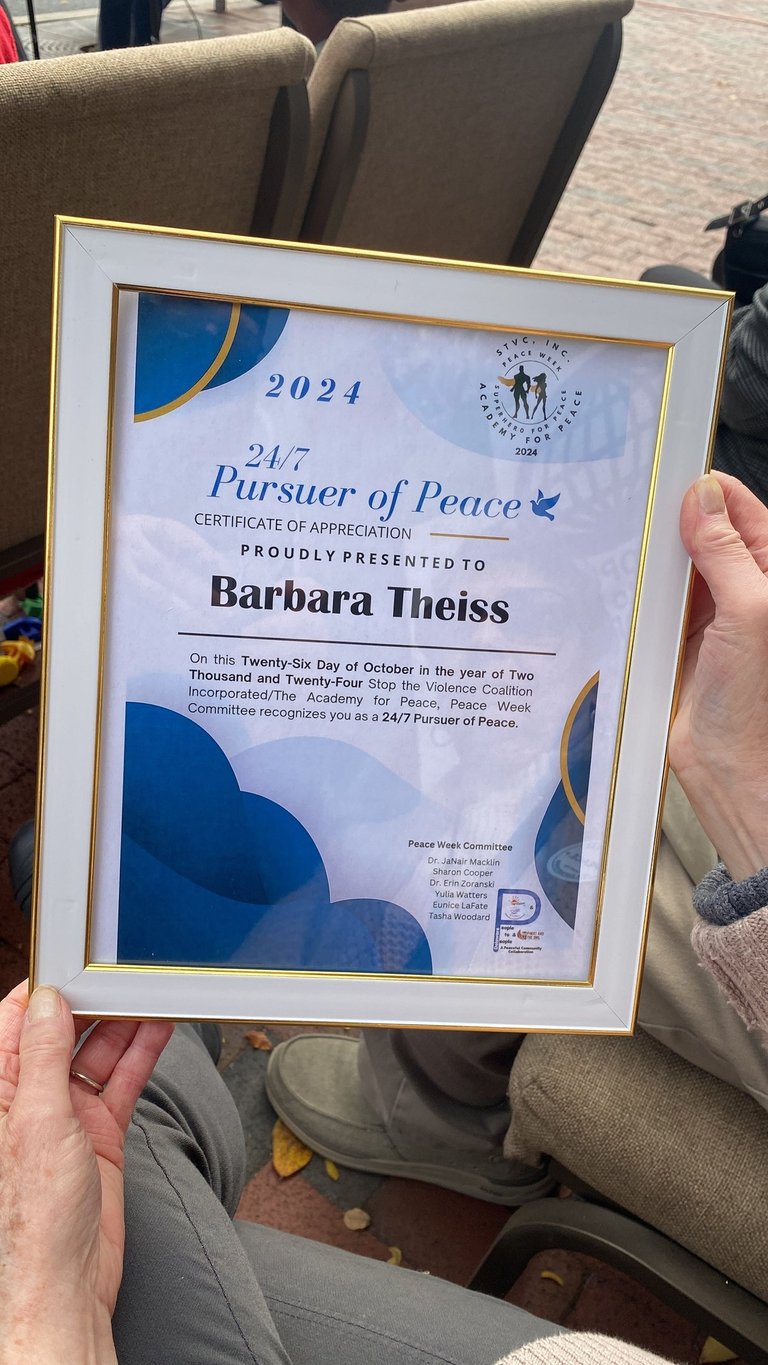 STVC, INC.
PEACE WEEK
SUPERHERO FOR PEACE
ACADEMY FOR PEACE
2024
2024
24/7
Pursuer of Peace
CERTIFICATE OF APPRECIATION
PROUDLY PRESENTED TO
Barbara Theiss
On this Twenty-Six Day of October in the year of Two
Thousand and Twenty-Four Stop the Violence Coalition
Incorporated/The Academy for Peace, Peace Week
Committee recognizes you as a 24/7 Pursuer of Peace.
Peace Week Committee
Dr. JaNair Macklin
Sharon Cooper
Dr. Erin Zoranski
Yulia Watters
Eunice LaFate
Tasha Woodard
People
to
People
A Peaceful Community
Collaboration